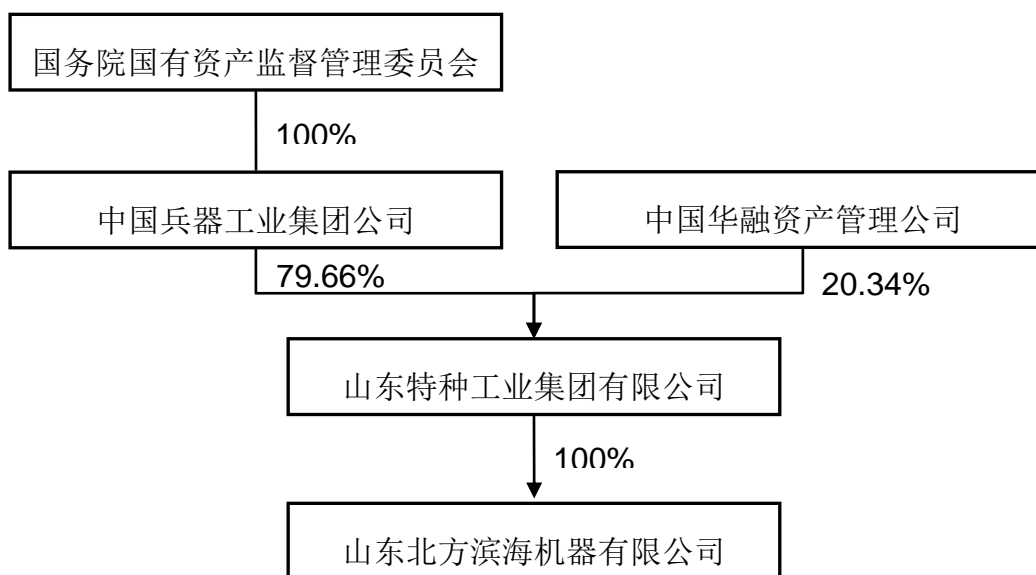 国务院国有资产监督管理委员会
100%
中国兵器工业集团公司
中国华融资产管理公司
79.66%
20.34%
山东特种工业集团有限公司
100%
山东北方滨海机器有限公司